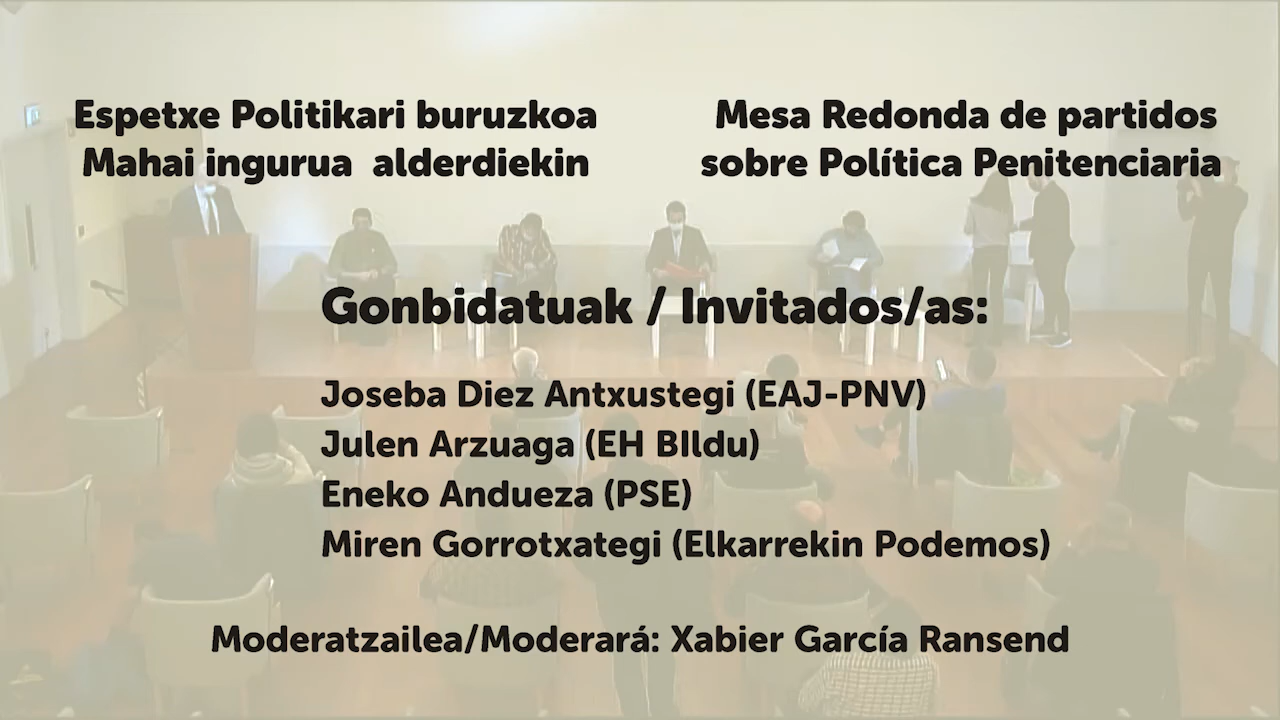 Espetxe Politikari buruzkoa
Mahai ingurua alderdiekin
Mesa Redonda de partidos
sobre Política Penitenciaria
Gonbidatuak / Invitados/as:
Joseba Diez Antxustegi (EAJ-PNV)
Julen Arzuaga (EH BIldu)
Eneko Andueza (PSE)
Miren Gorrotxategi (Elkarrekin Podemos)
Moderatzailea/Moderará: Xabier García Ransend